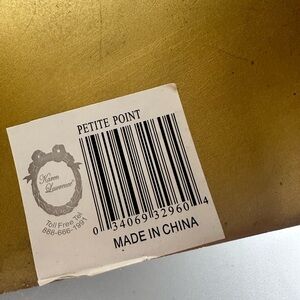 PETITE POINT
Karen
Lawrence
Toll Free Tel
888-666-1991
0 34069 32960 4
MADE IN CHINA